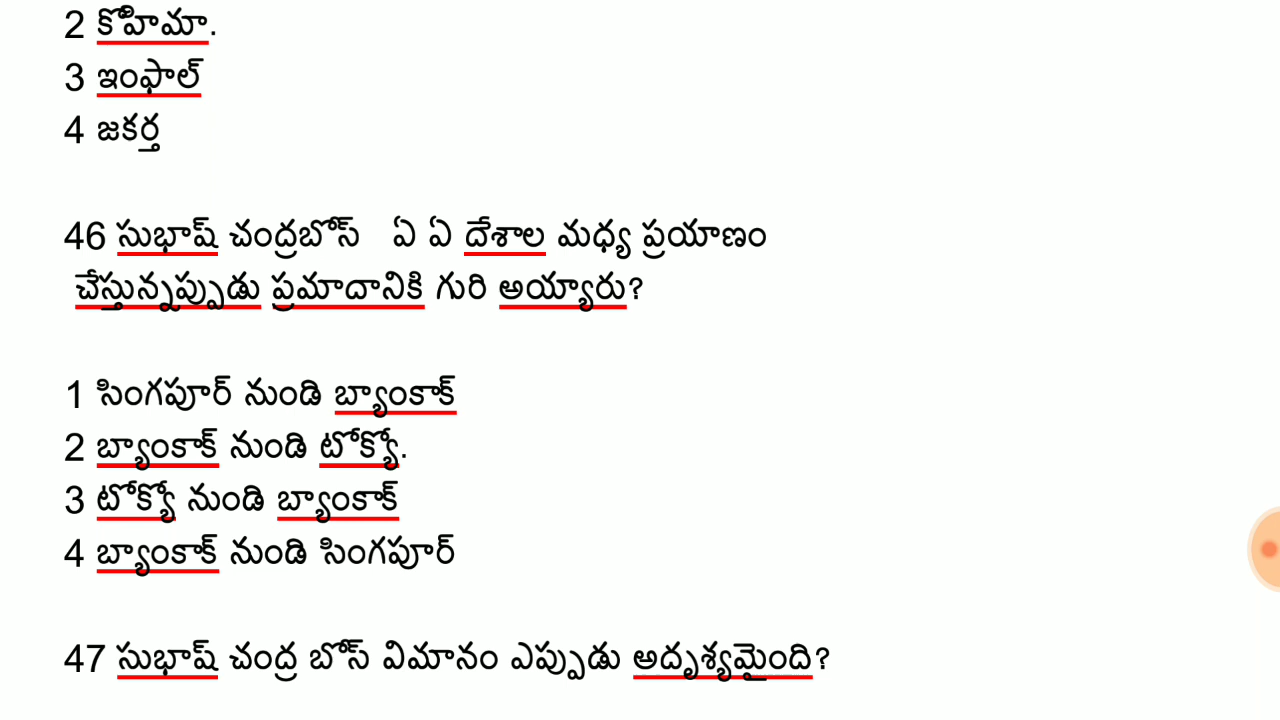 2 కోహిమా.
3 ఇంఫాల్
4 జకర్త
46 సుభాష్ చంద్రబోస్ ఏ ఏ దేశాల మధ్య ప్రయాణం
చేస్తున్నప్పుడు ప్రమాదానికి గురి అయ్యారు?
1 సింగపూర్ నుండి బ్యాంకాక్
2 బ్యాంకాక్ నుండి టోక్యో.
3 టోక్యో నుండి బ్యాంకాక్
4 బ్యాంకాక్ నుండి సింగపూర్
47 సుభాష్ చంద్ర బోస్ విమానం ఎప్పుడు అదృశ్యమైంది?